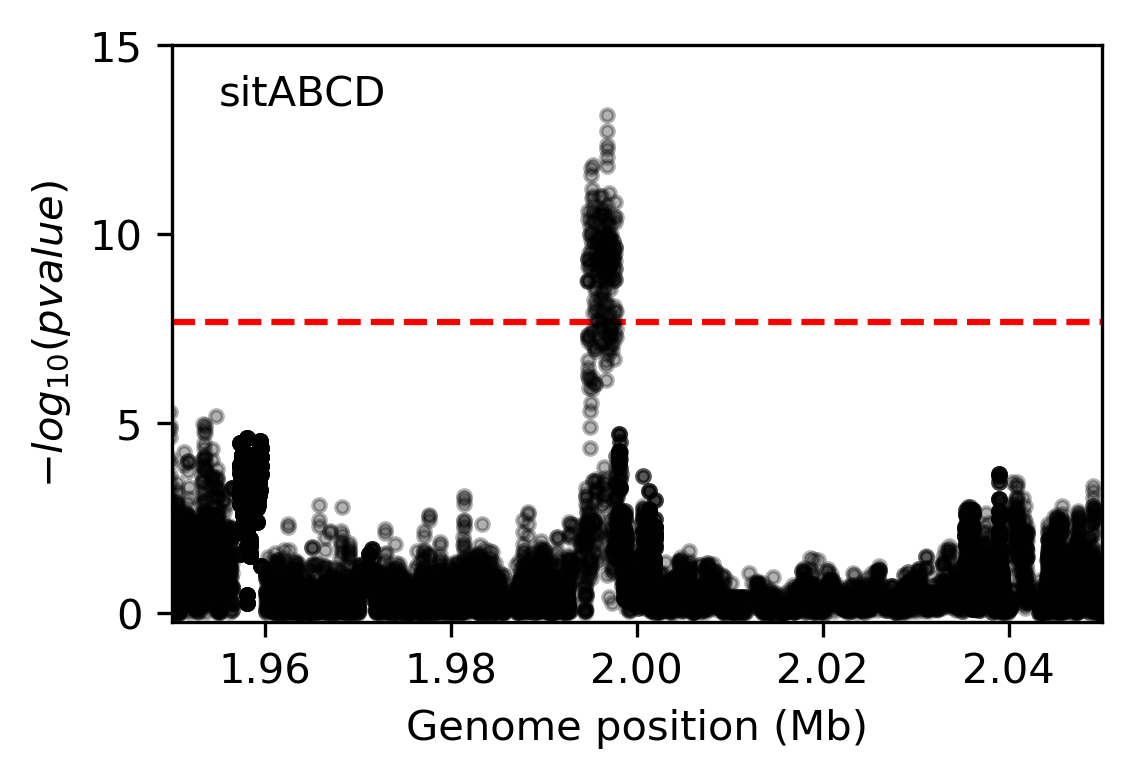 sitABCD
15
10
5
0
−log₁₀(pvalue)
1.96 1.98 2.00 2.02 2.04
Genome position (Mb)